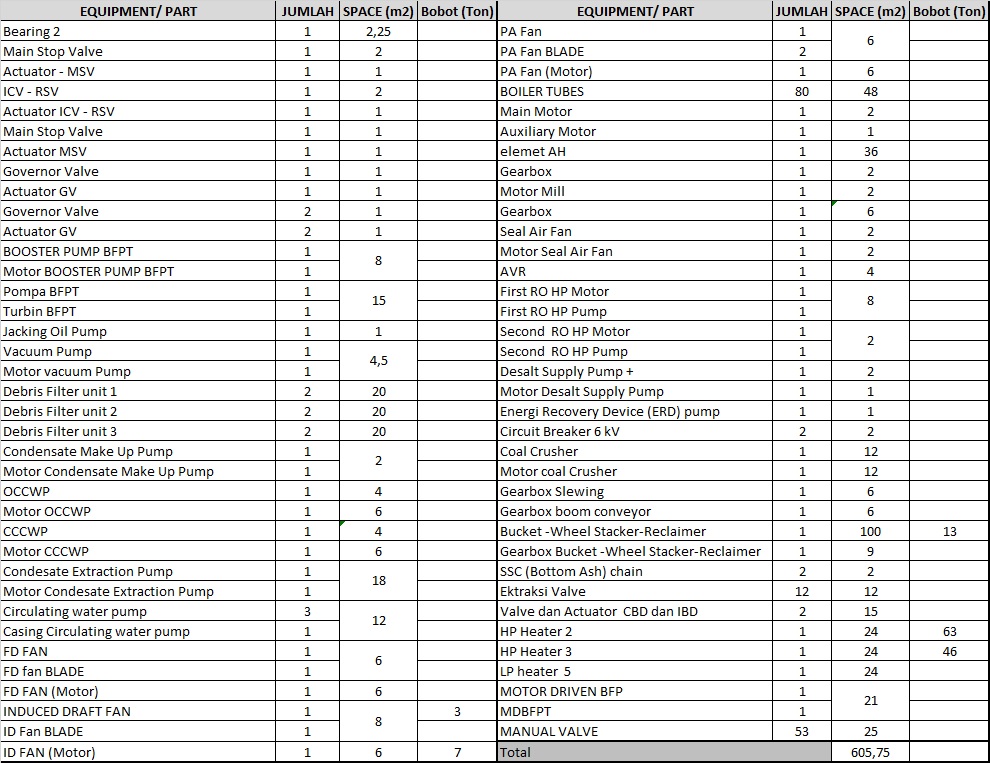 EQUIPMENT/ PART JUMLAH SPACE (m2) Bobot (Ton) EQUIPMENT/ PART JUMLAH SPACE (m2) Bobot (Ton)
Bearing 2 1 2,25 PA Fan 1 6
Main Stop Valve 1 2 PA Fan BLADE 2
Actuator - MSV 1 1 PA Fan (Motor) 1 6
ICV - RSV 1 2 BOILER TUBES 80 48
Actuator ICV - RSV 1 1 Main Motor 1 2
Main Stop Valve 1 1 Auxiliary Motor 1 1
Actuator MSV 1 1 elemet AH 1 36
Governor Valve 1 1 Gearbox 1 2
Actuator GV 1 1 Motor Mill 1 2
Governor Valve 2 1 Gearbox 1 6
Actuator GV 2 1 Seal Air Fan 1 2
BOOSTER PUMP BFPT 1 8 Motor Seal Air Fan 1 2
Motor BOOSTER PUMP BFPT 1 AVR 1 4
Pompa BFPT 1 15 First RO HP Motor 1 8
Turbin BFPT 1 First RO HP Pump 1
Jacking Oil Pump 1 1 Second RO HP Motor 1 2
Vacuum Pump 1 4,5 Second RO HP Pump 1
Motor vacuum Pump 1 Desalt Supply Pump + 1 2
Debris Filter unit 1 2 20 Motor Desalt Supply Pump 1 1
Debris Filter unit 2 2 20 Energi Recovery Device (ERD) pump 1 1
Debris Filter unit 3 2 20 Circuit Breaker 6 kV 2 2
Condensate Make Up Pump 1 2 Coal Crusher 1 12
Motor Condensate Make Up Pump 1 Motor coal Crusher 1 12
OCCWP 1 4 Gearbox Slewing 1 6
Motor OCCWP 1 6 Gearbox boom conveyor 1 6
CCCWP 1 4 Bucket -Wheel Stacker-Reclaimer 1 100 13
Motor CCCWP 1 6 Gearbox Bucket -Wheel Stacker-Reclaimer 1 9
Condesate Extraction Pump 1 18 SSC (Bottom Ash) chain 2 2
Motor Condesate Extraction Pump 1 Ektraksi Valve 12 12
Circulating water pump 3 12 Valve dan Actuator CBD dan IBD 2 15
Casing Circulating water pump 1 HP Heater 2 1 24 63
FD FAN 1 6 HP Heater 3 1 24 46
FD fan BLADE 1 LP heater 5 1 24
FD FAN (Motor) 1 6 MOTOR DRIVEN BFP 1 21
INDUCED DRAFT FAN 1 8 3 MDBFPT 1
ID Fan BLADE 1 MANUAL VALVE 53 25
ID FAN (Motor) 1 6 7 Total 605,75